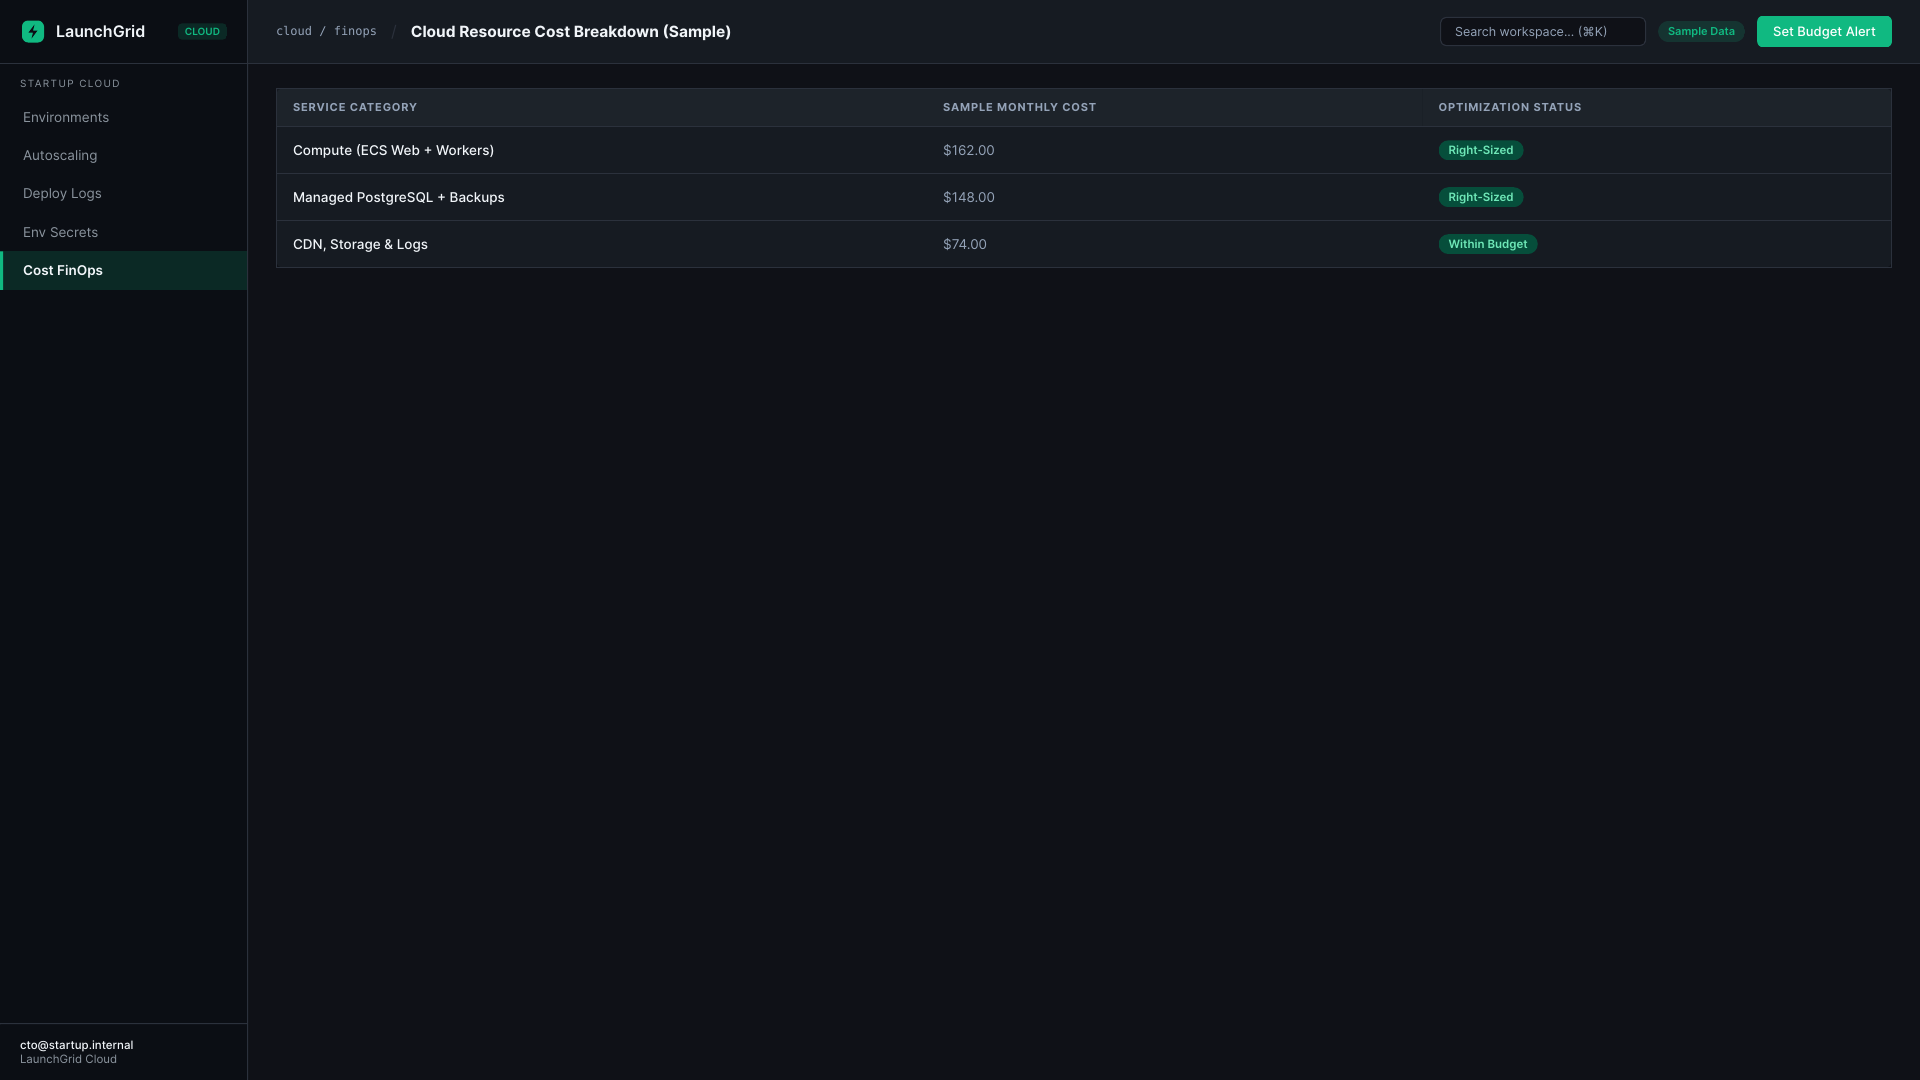 LaunchGrid CLOUD
STARTUP CLOUD
Environments
Autoscaling
Deploy Logs
Env Secrets
Cost FinOps
cto@startup.internal
LaunchGrid Cloud
cloud / finops / Cloud Resource Cost Breakdown (Sample)
Search workspace... (⌘K) Sample Data Set Budget Alert
SERVICE CATEGORY SAMPLE MONTHLY COST OPTIMIZATION STATUS
Compute (ECS Web + Workers) $162.00 Right-Sized
Managed PostgreSQL + Backups $148.00 Right-Sized
CDN, Storage & Logs $74.00 Within Budget